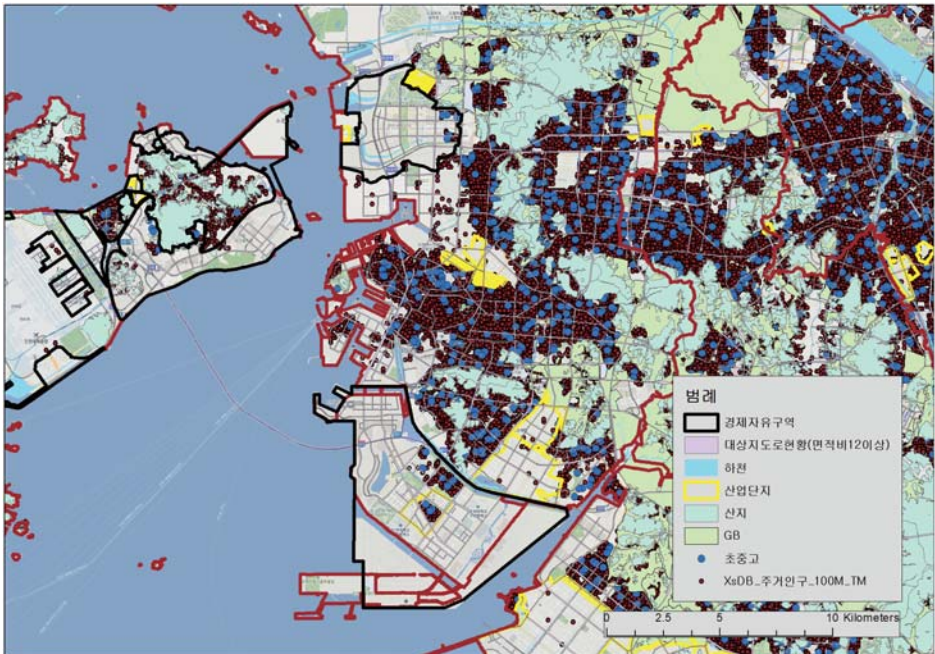 범례
경제자유구역
대상지도로현황(면적비12이상)
하천
산업단지
산지
GB
초중고
XsDB_주거인구_100M_TM
0 2.5 5 10 Kilometers